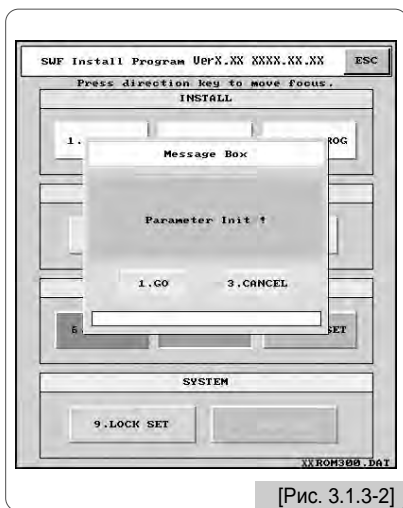 SWF Install Program VerX.XX XXXX.XX.XX ESC
Press direction key to move focus.
INSTALL
1. ROG
Message Box
Parameter Init !
1.GO 3.CANCEL
SET
SYSTEM
9.LOCK SET
XXROM300.DAT
[Рис. 3.1.3-2]